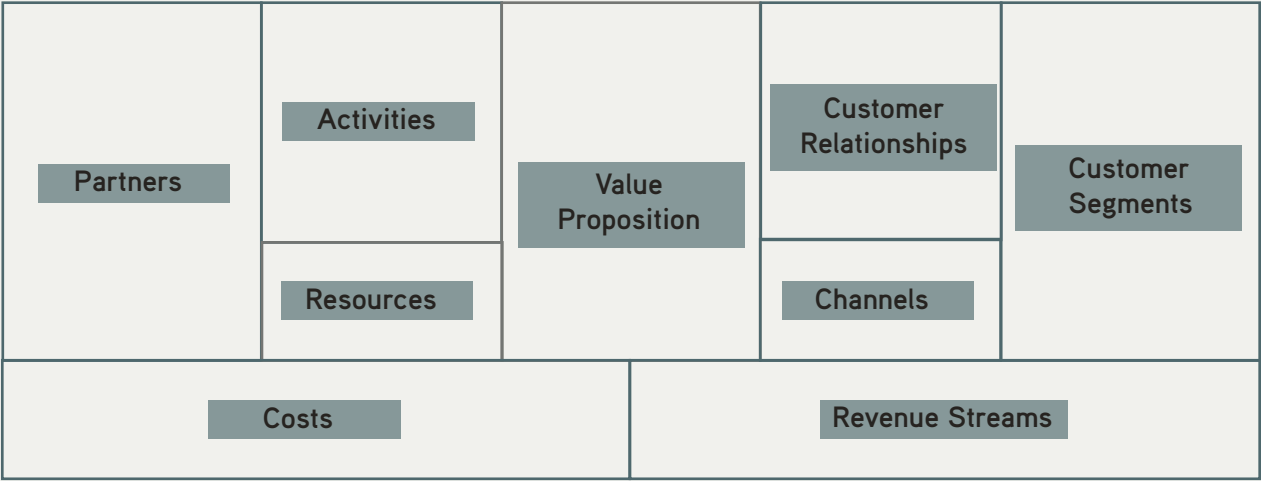 Partners
Activities
Resources
Value
Proposition
Customer
Relationships
Channels
Customer
Segments
Costs
Revenue Streams